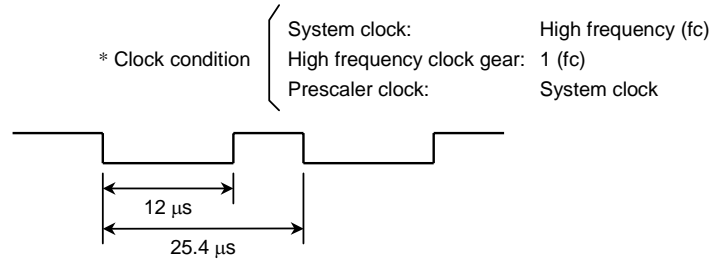 System clock: High frequency (fc)
* Clock condition High frequency clock gear: 1 (fc)
Prescaler clock: System clock
12 μs
25.4 μs